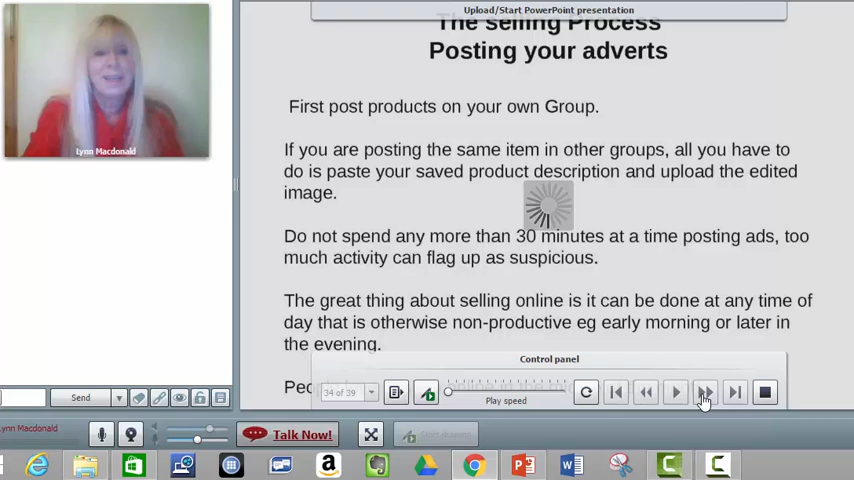 Upload/Start PowerPoint presentation
The selling Process
Posting your adverts
First post products on your own Group.
If you are posting the same item in other groups, all you have to
do is paste your saved product description and upload the edited
image.
Do not spend any more than 30 minutes at a time posting ads, too
much activity can flag up as suspicious.
The great thing about selling online is it can be done at any time of
day that is otherwise non-productive eg early morning or later in
the evening.
Control panel
34 of 39
Play speed
Lynn Macdonald
Send
Lynn Macdonald
Talk Now!